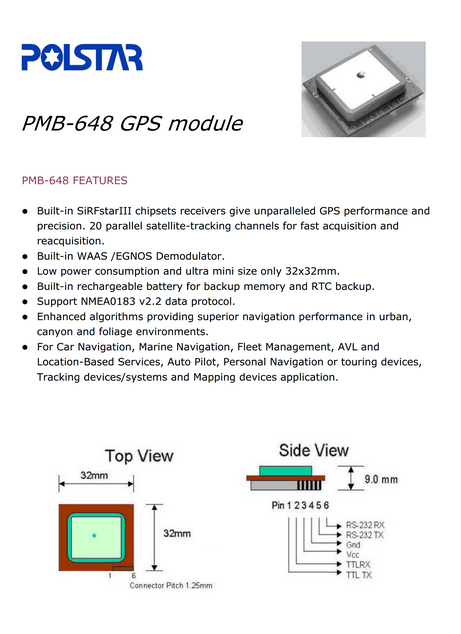 POLSTAR
PMB-648 GPS module
PMB-648 FEATURES
● Built-in SiRFstarIII chipsets receivers give unparalleled GPS performance and
precision. 20 parallel satellite-tracking channels for fast acquisition and
reacquisition.
● Built-in WAAS /EGNOS Demodulator.
● Low power consumption and ultra mini size only 32x32mm.
● Built-in rechargeable battery for backup memory and RTC backup.
● Support NMEA0183 v2.2 data protocol.
● Enhanced algorithms providing superior navigation performance in urban,
canyon and foliage environments.
● For Car Navigation, Marine Navigation, Fleet Management, AVL and
Location-Based Services, Auto Pilot, Personal Navigation or touring devices,
Tracking devices/systems and Mapping devices application.
Top View
32mm
32mm
1 6
Connector Pitch 1.25mm
Side View
9.0 mm
Pin 1 2 3 4 5 6
RS-232 RX
RS-232 TX
Gnd
Vcc
TTLRX
TTL TX